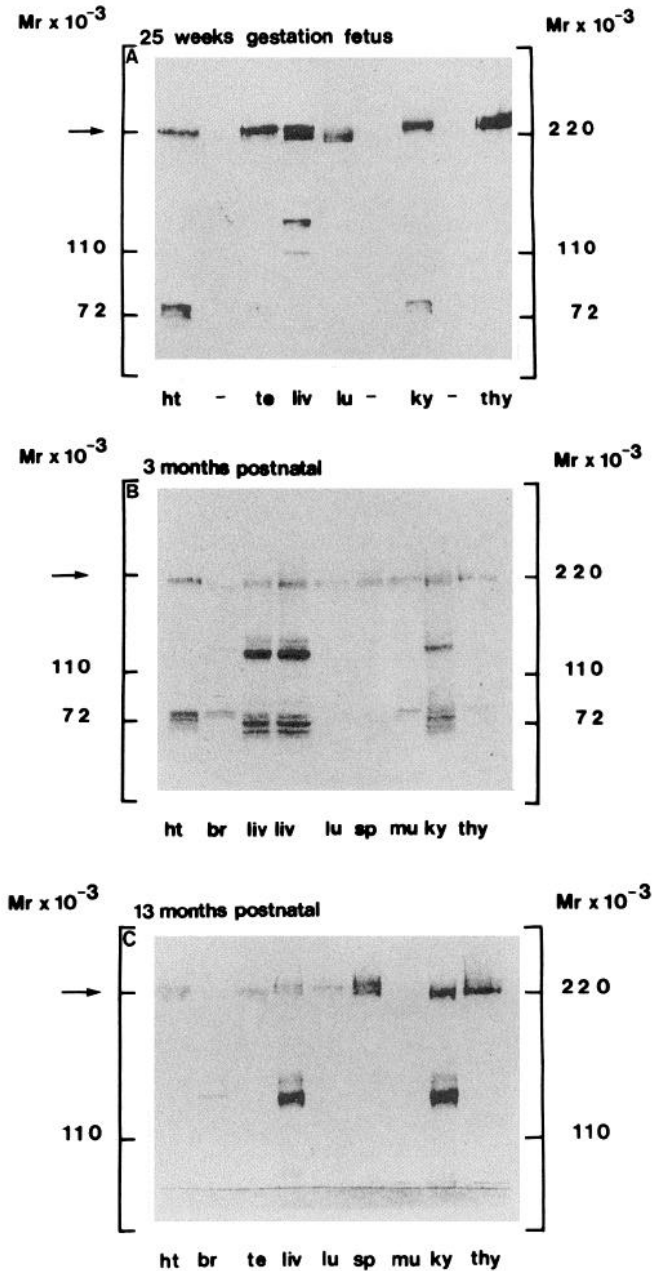 Mr x 10⁻³ Mr x 10⁻³
25 weeks gestation fetus
A
220
110 110
72 72
ht - te liv lu - ky - thy
Mr x 10⁻³ Mr x 10⁻³
3 months postnatal
B
220
110 110
72 72
ht br liv liv lu sp mu ky thy
Mr x 10⁻³ Mr x 10⁻³
13 months postnatal
C
220
110 110
ht br te liv lu sp mu ky thy